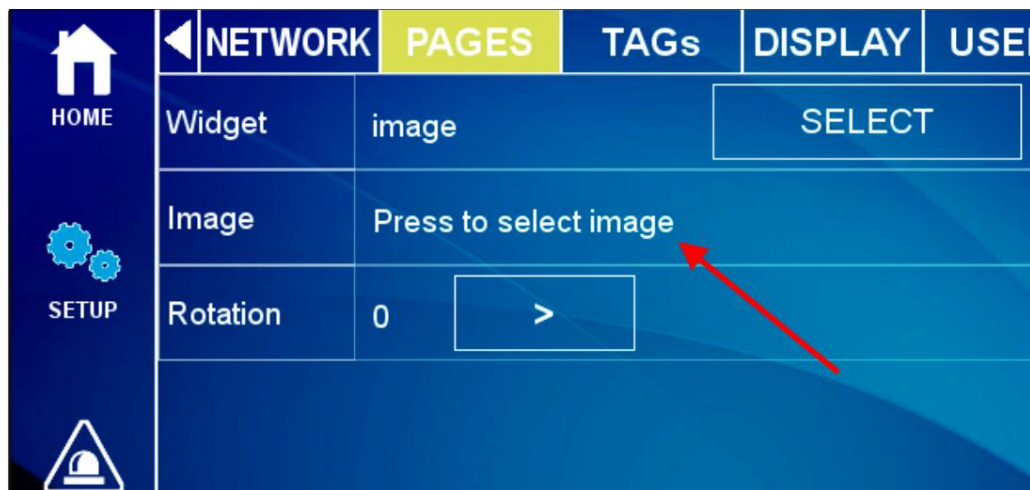 NETWORK PAGES TAGs DISPLAY
HOME
Widget image SELECT
Image Press to select image
SETUP
Rotation 0 >